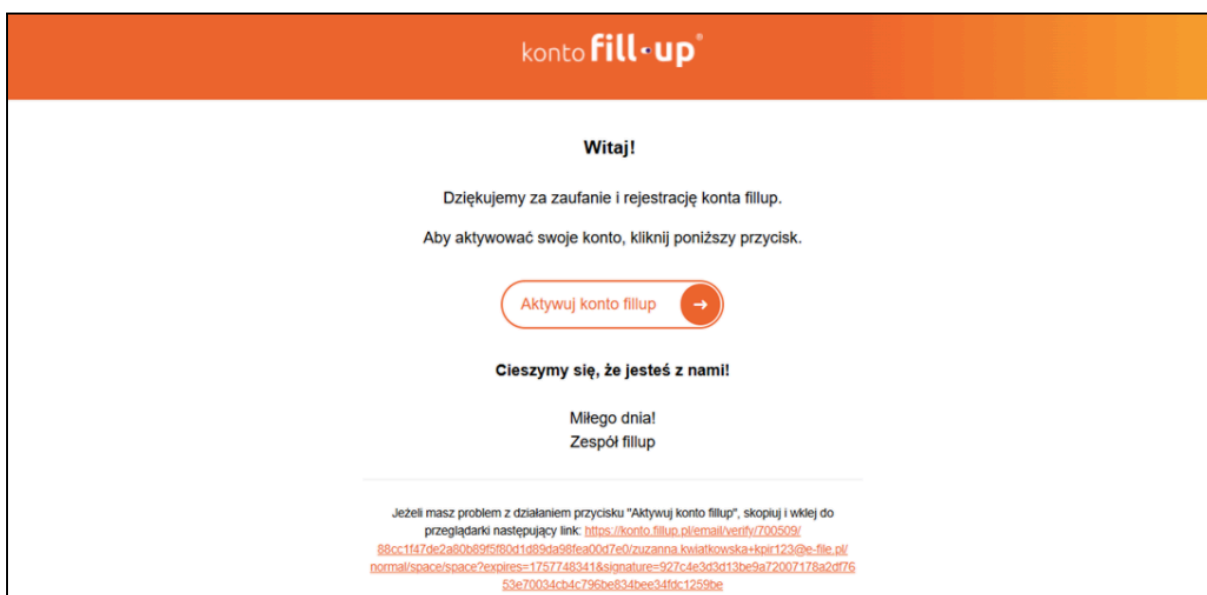 konto fill-up®
Witaj!
Dziękujemy za zaufanie i rejestrację konta fillup.
Aby aktywować swoje konto, kliknij poniższy przycisk.
Aktywuj konto fillup
Cieszymy się, że jesteś z nami!
Miłego dnia!
Zespół fillup
Jeżeli masz problem z działaniem przycisku "Aktywuj konto fillup", skopiuj i wklej do
przeglądarki następujący link: https://konto.fillup.pl/email/verify/700509/
88cc1f47de2a80b89f5f80d1d89da98fea00d7e0/zuzanna.kwiatkowska+kpir123@e-file.pl/
normal/space/space?expires=1757748341&signature=927c4e3d3d13be9a72007178a2df76
53e70034cb4c796be834bee34fdc1259be